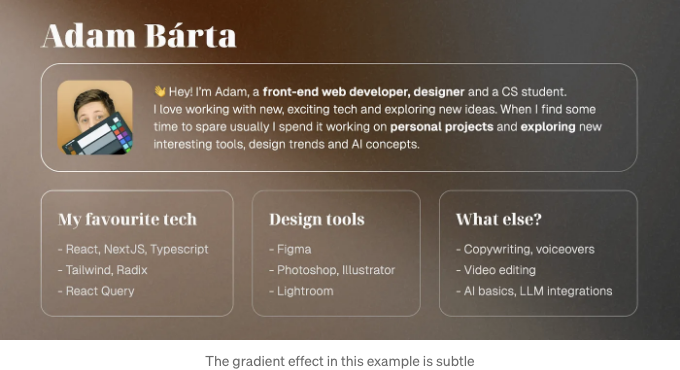 Adam Bárta
👋 Hey! I'm Adam, a front-end web developer, designer and a CS student.
I love working with new, exciting tech and exploring new ideas. When I find some
time to spare usually I spend it working on personal projects and exploring new
interesting tools, design trends and AI concepts.
My favourite tech
- React, NextJS, Typescript
- Tailwind, Radix
- React Query
Design tools
- Figma
- Photoshop, Illustrator
- Lightroom
What else?
- Copywriting, voiceovers
- Video editing
- AI basics, LLM integrations
The gradient effect in this example is subtle